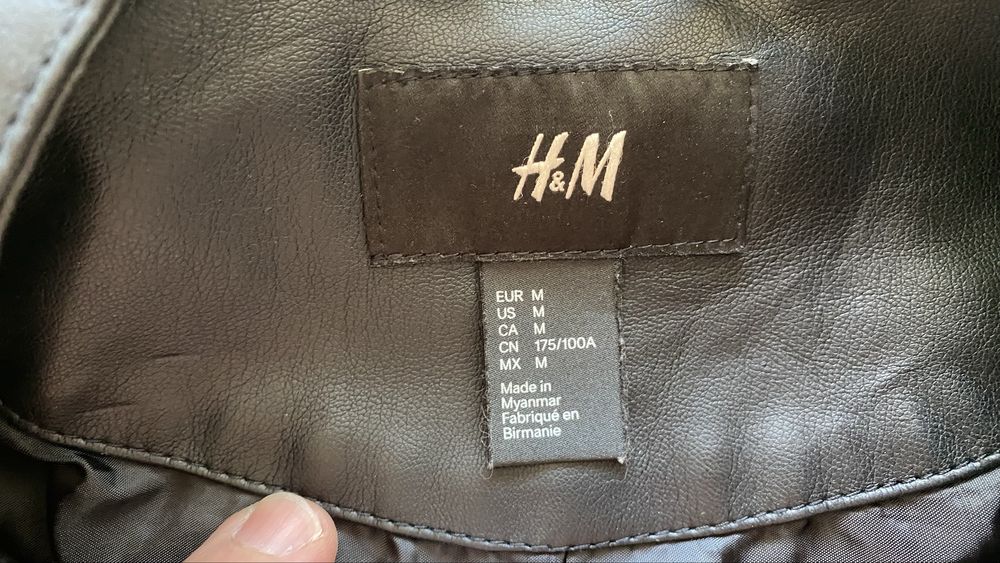 H&M
EUR M
US M
CA M
CN 175/100A
MX M
Made in
Myanmar
Fabriqué en
Birmanie